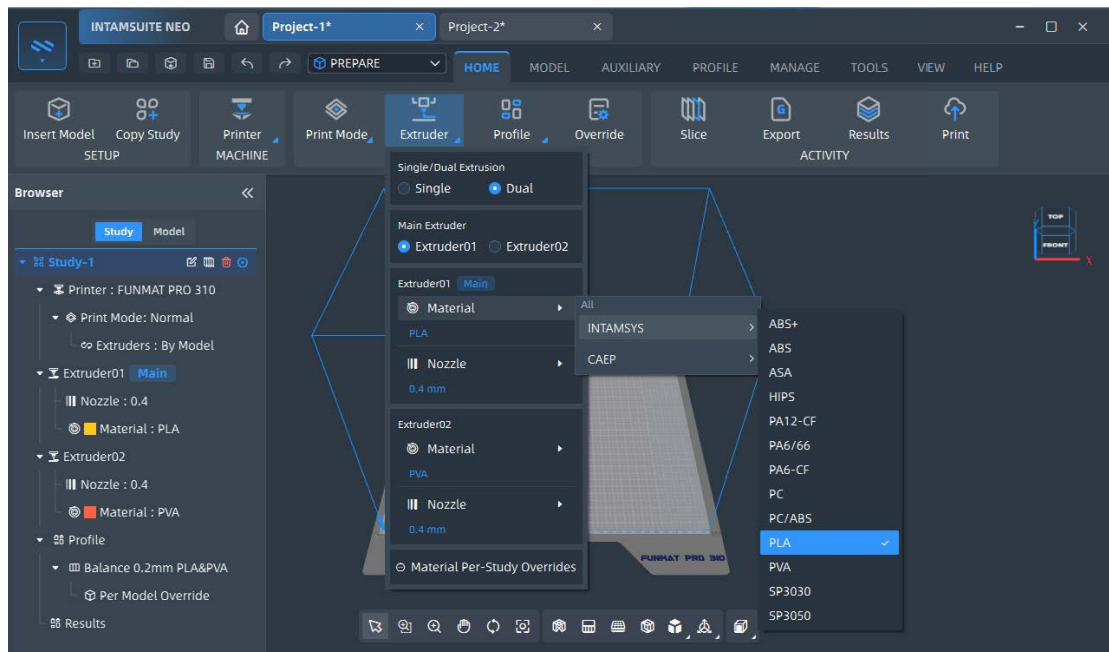 INTAMSUITE NEO
Project-1*
Project-2*
PREPARE
HOME
MODEL
AUXILIARY
PROFILE
MANAGE
TOOLS
VIEW
HELP
Insert Model
Copy Study
Printer
Print Mode
Extruder
Profile
Override
Slice
Export
Results
Print
SETUP
MACHINE
ACTIVITY
Browser
Study
Model
Study-1
Printer : FUNMAT PRO 310
Print Mode: Normal
Extruders : By Model
Extruder01 Main
Nozzle : 0.4
Material : PLA
Extruder02
Nozzle : 0.4
Material : PVA
Profile
Balance 0.2mm PLA&PVA
Per Model Override
Results
Single/Dual Extrusion
Single
Dual
Main Extruder
Extruder01
Extruder02
Extruder01 Main
Material
PLA
Nozzle
0.4 mm
Extruder02
Material
PVA
Nozzle
0.4 mm
Material Per-Study Overrides
All
INTAMSYS
CAEP
ABS+
ABS
ASA
HIPS
PA12-CF
PA6/66
PA6-CF
PC
PC/ABS
PLA
PVA
SP3030
SP3050
FUNMAT PRO 310
TOP
FRONT
X